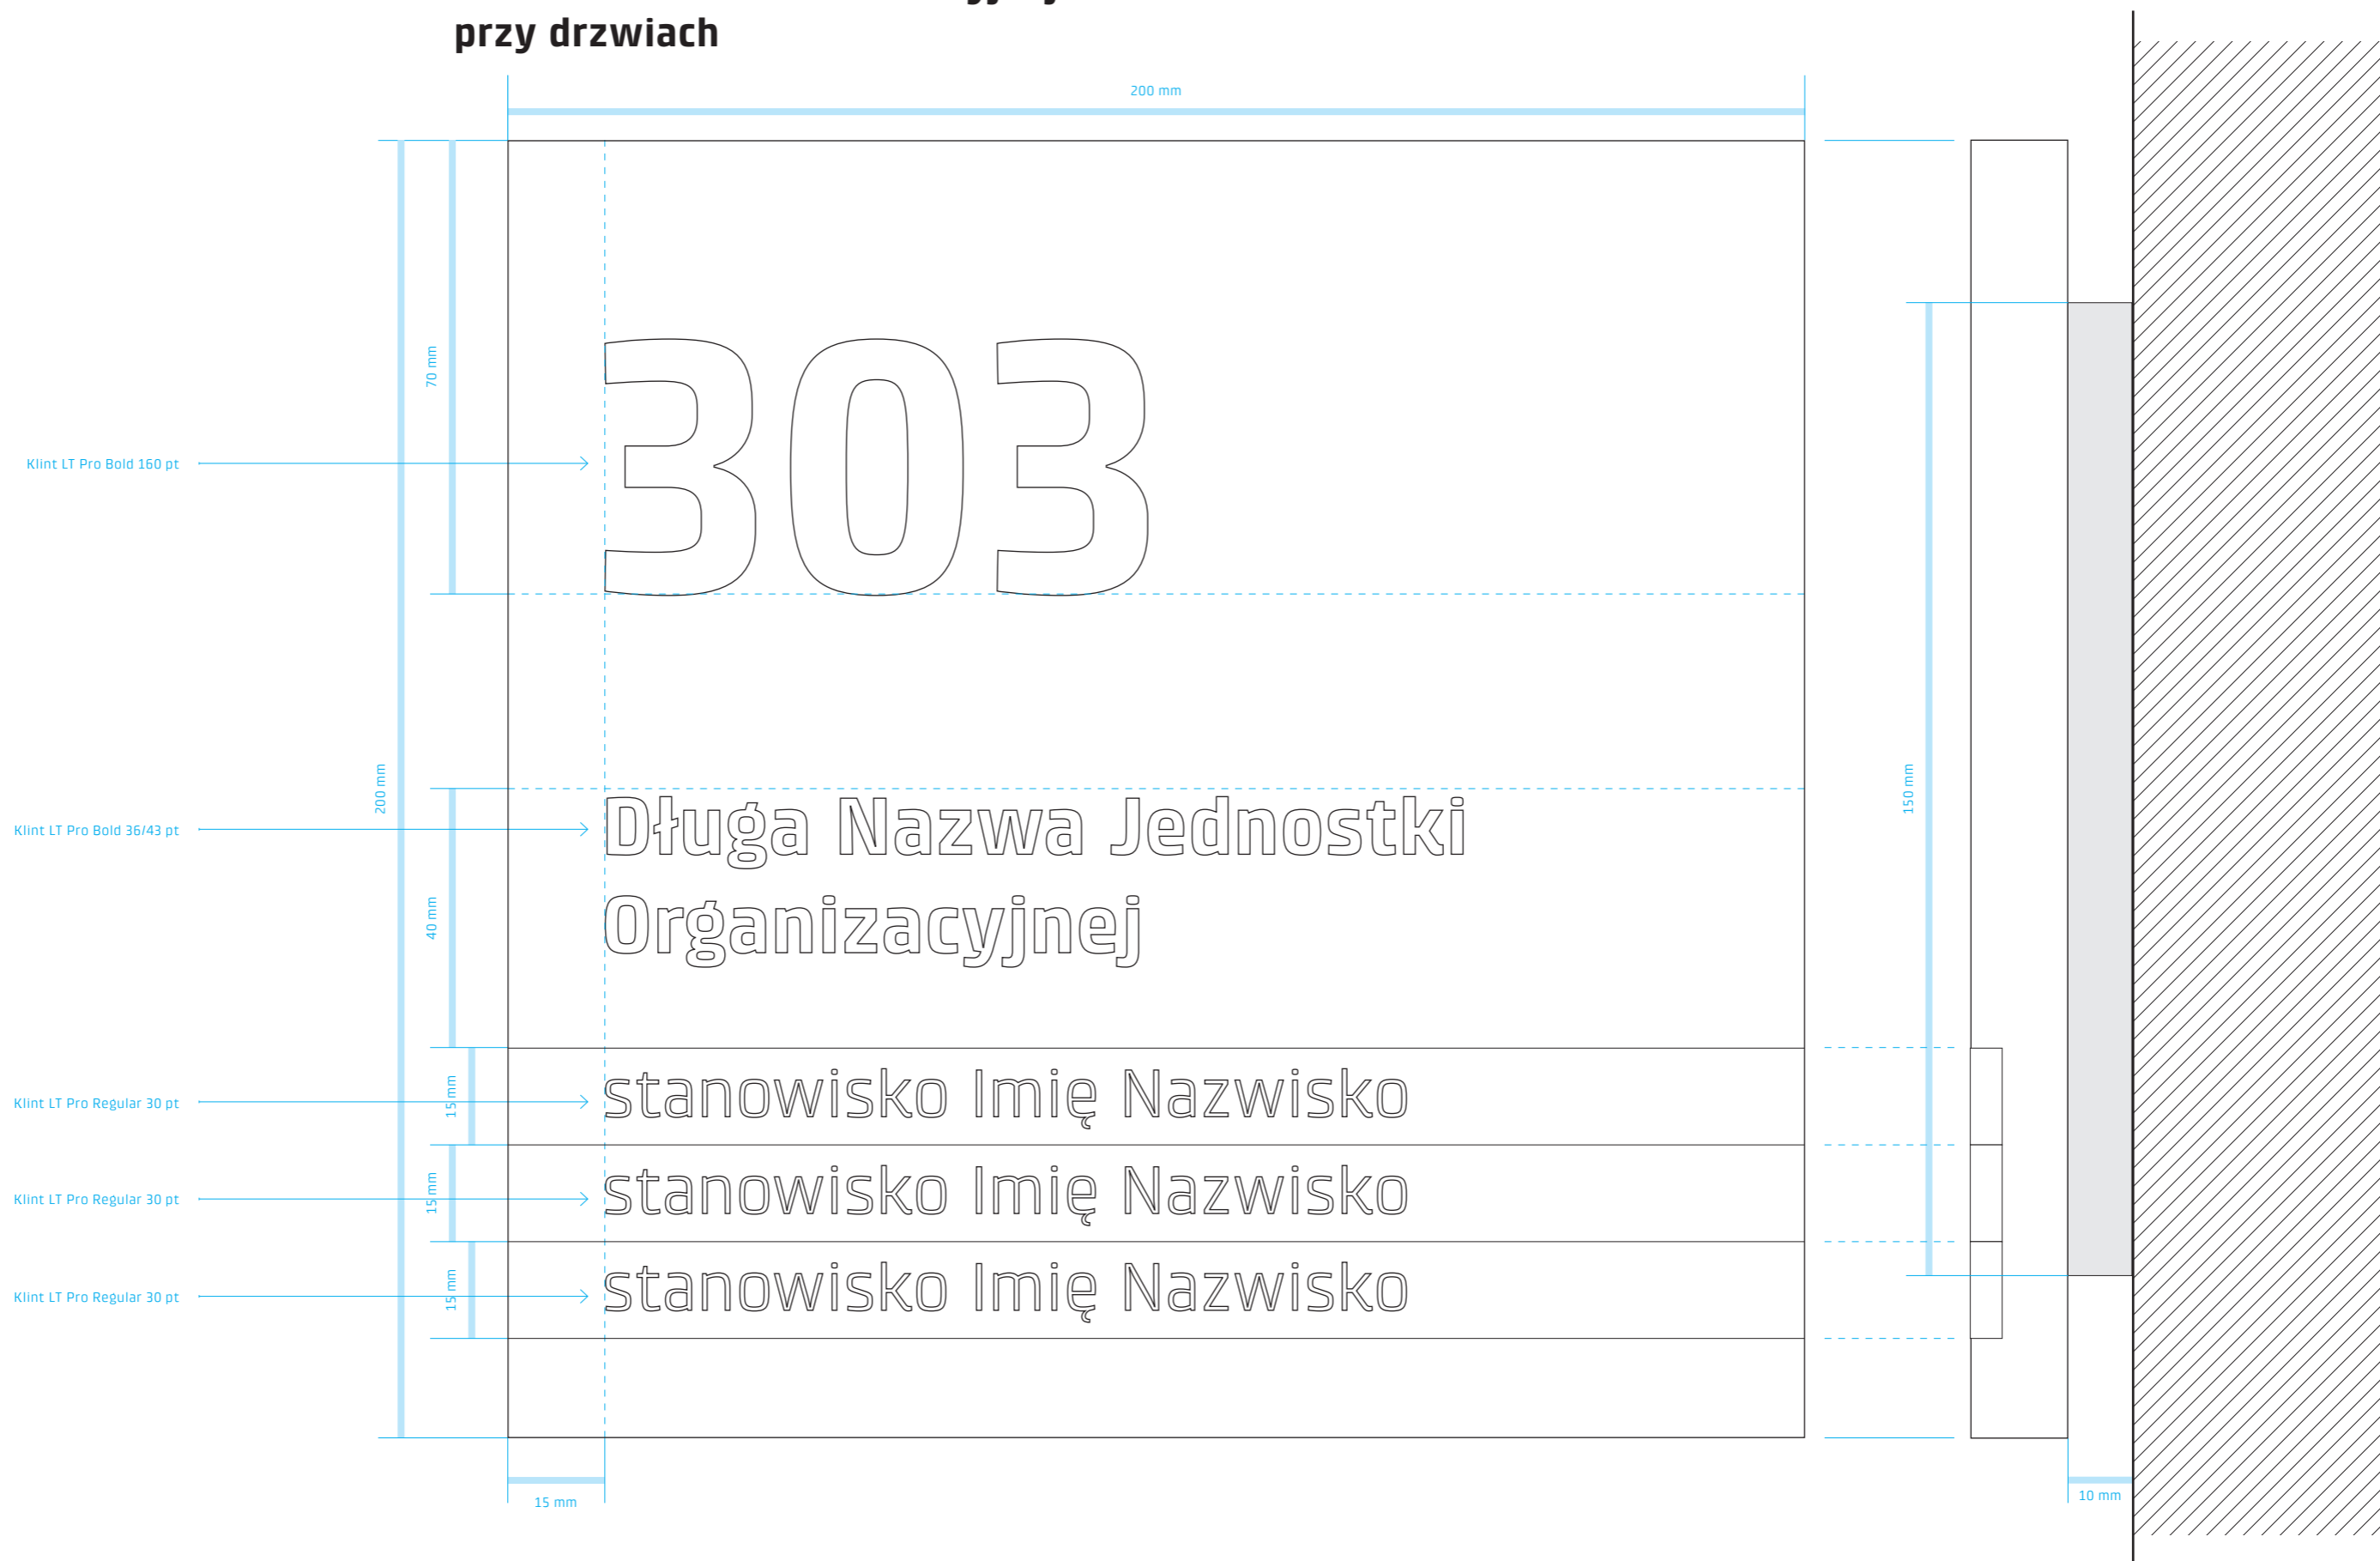 przy drzwiach
200 mm
70 mm
303
Klint LT Pro Bold 160 pt
200 mm
150 mm
Klint LT Pro Bold 36/43 pt
Długa Nazwa Jednostki
Organizacyjnej
40 mm
Klint LT Pro Regular 30 pt
15 mm
stanowisko Imię Nazwisko
Klint LT Pro Regular 30 pt
15 mm
stanowisko Imię Nazwisko
Klint LT Pro Regular 30 pt
15 mm
stanowisko Imię Nazwisko
15 mm
10 mm